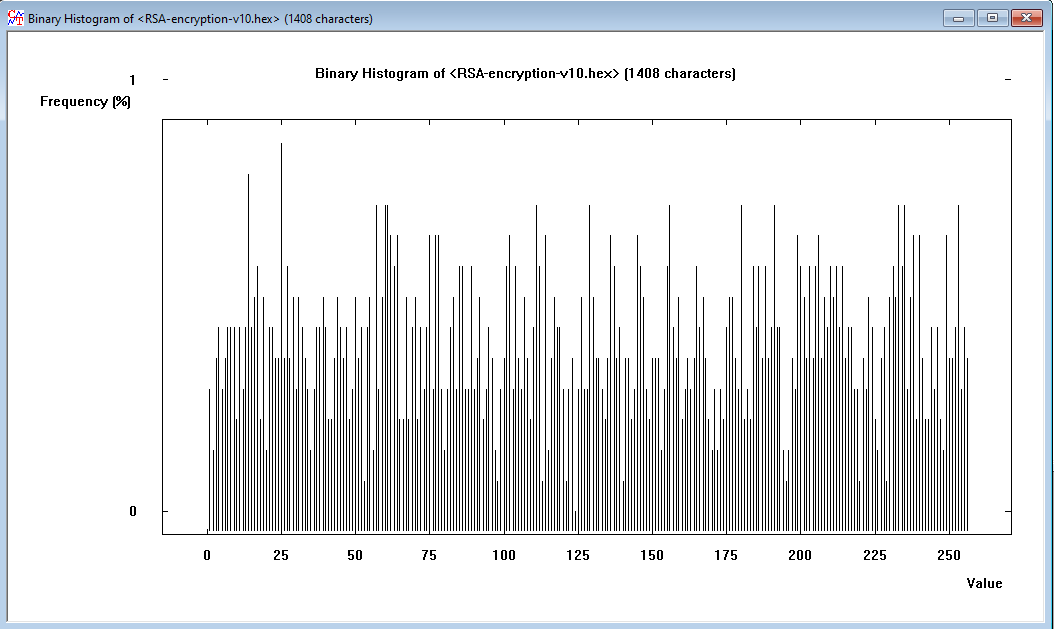 Binary Histogram of <RSA-encryption-v10.hex> (1408 characters)
Binary Histogram of <RSA-encryption-v10.hex> (1408 characters)
1
Frequency (%)
0
0 25 50 75 100 125 150 175 200 225 250
Value